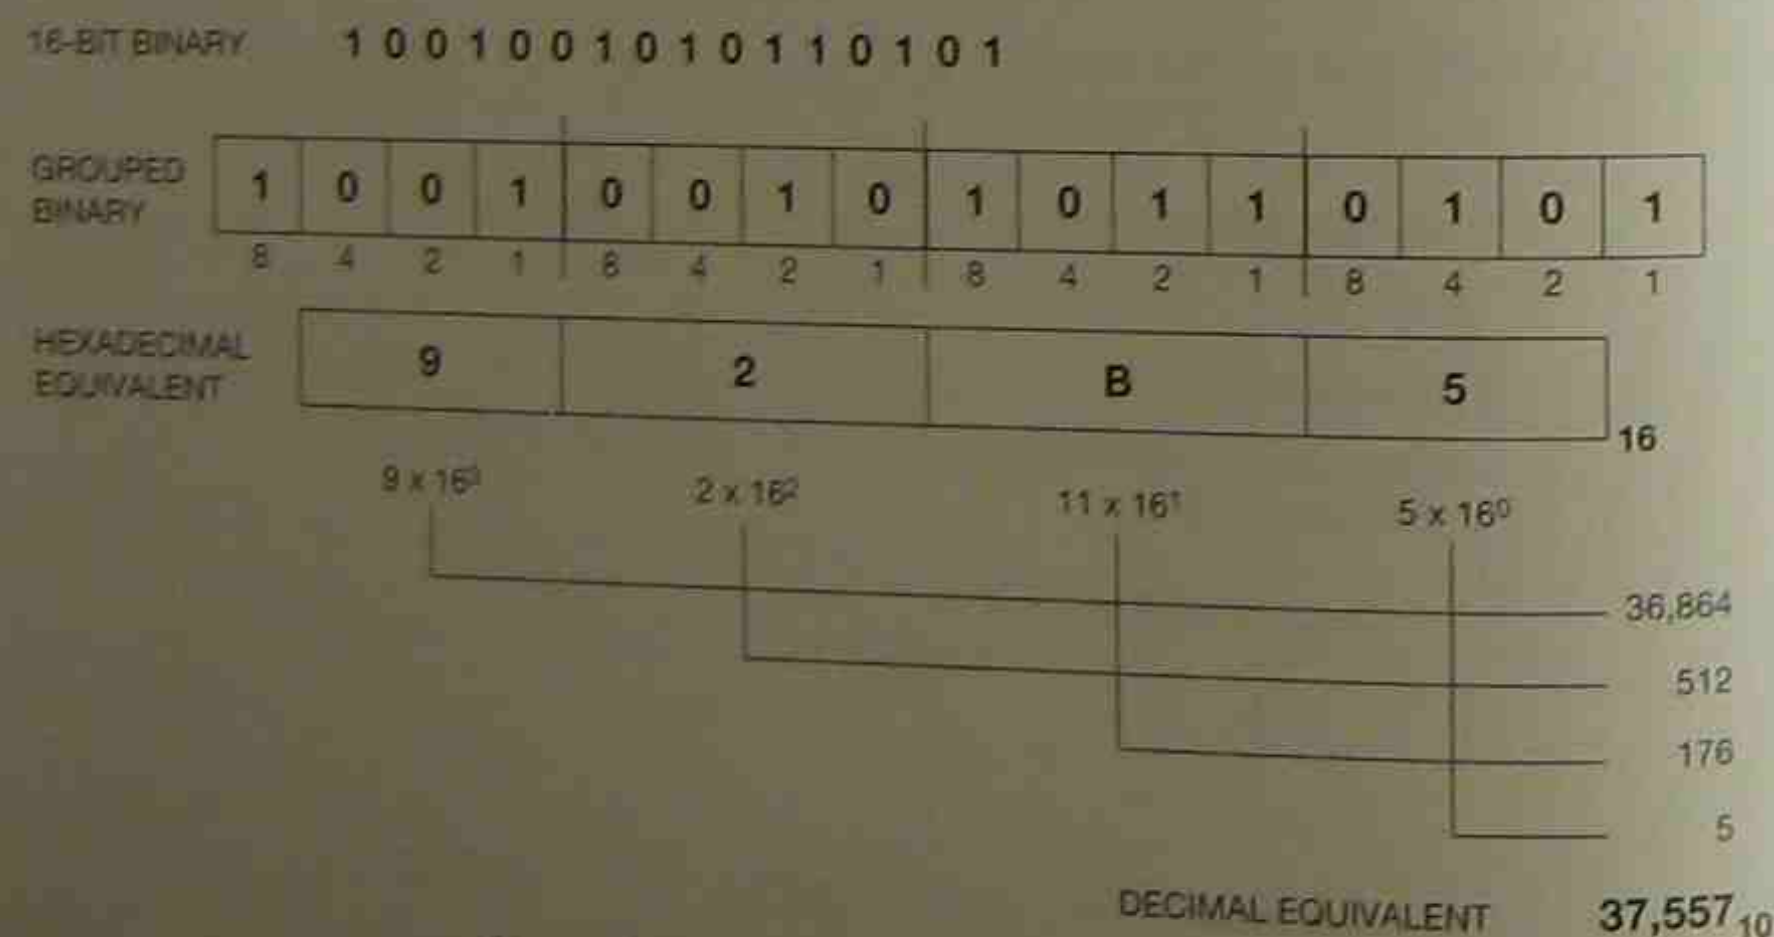 16-BIT BINARY 1 0 0 1 0 0 1 0 1 0 1 1 0 1 0 1
GROUPED BINARY 1 0 0 1 0 0 1 0 1 0 1 1 0 1 0 1
8 4 2 1 8 4 2 1 8 4 2 1 8 4 2 1
HEXADECIMAL EQUIVALENT 9 2 B 5 16
9 x 16³ 2 x 16² 11 x 16¹ 5 x 16⁰
36,864
512
176
5
DECIMAL EQUIVALENT 37,557 10